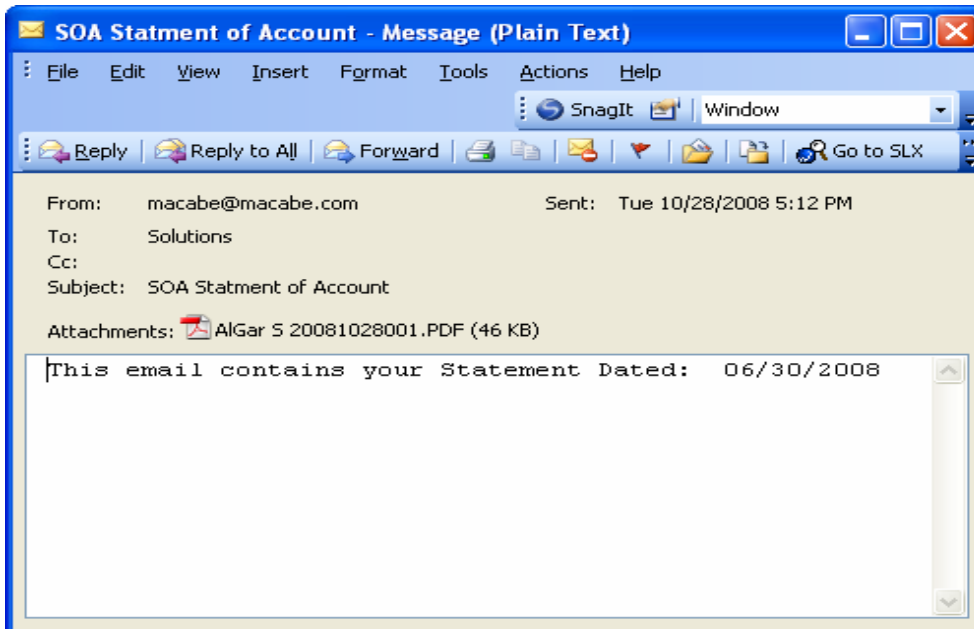 SOA Statment of Account - Message (Plain Text)
File Edit View Insert Format Tools Actions Help
SnagIt Window
Reply Reply to All Forward Go to SLX
From: macabe@macabe.com Sent: Tue 10/28/2008 5:12 PM
To: Solutions
Cc:
Subject: SOA Statment of Account
Attachments: AlGar S 20081028001.PDF (46 KB)
This email contains your Statement Dated: 06/30/2008